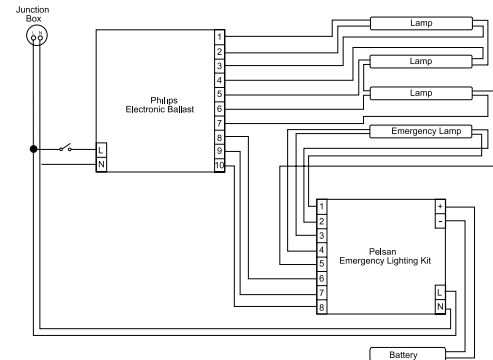 Junction
Box
L N
Philips
Electronic Ballast
1
2
3
4
5
6
7
8
9
10
L
N
Lamp
Lamp
Lamp
Emergency Lamp
1
2
3
4
5
6
7
8
Pelsan
Emergency Lighting Kit
+
-
L
N
Battery